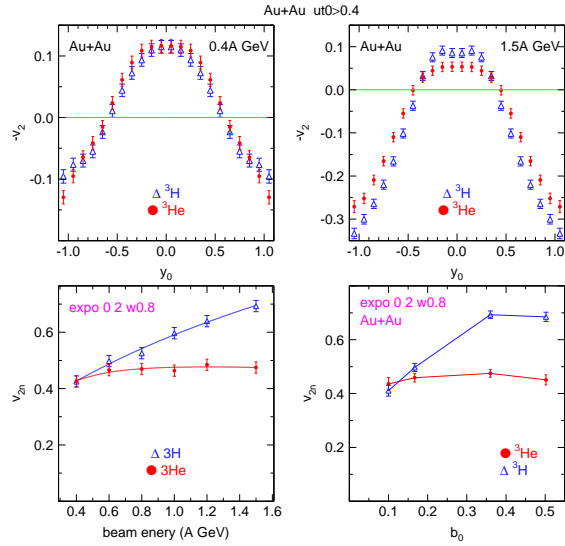 Au+Au ut0>0.4
Au+Au 0.4A GeV
0.1
0.0
-0.1
-v₂
Δ ³H
³He
-1.0 -0.5 0.0 0.5 1.0
y₀
Au+Au 1.5A GeV
0.1
0.0
-0.1
-0.0
-0.2
-0.3
-v₂
Δ ³H
³He
-1.0 -0.5 0.0 0.5 1.0
y₀
expo 0 2 w0.8
0.6
0.4
0.2
v₂ₙ
Δ 3H
3He
0.4 0.6 0.8 1.0 1.2 1.4 1.6
beam enery (A GeV)
expo 0 2 w0.8
Au+Au
0.6
0.4
0.2
v₂ₙ
³He
Δ ³H
0.0 0.1 0.2 0.3 0.4 0.5
b₀